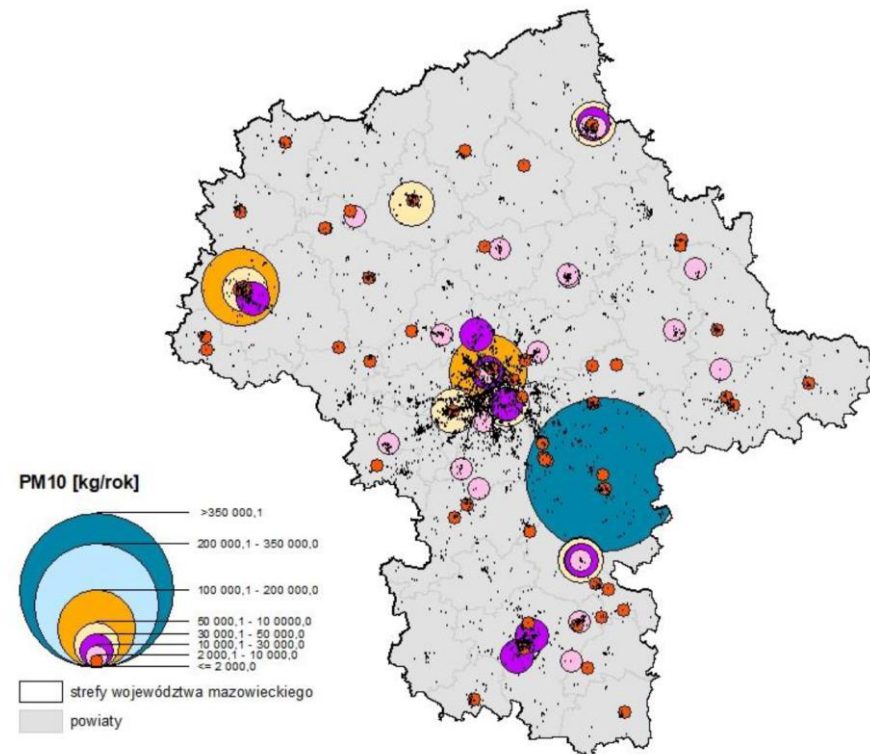 PM10 [kg/rok]
>350 000,1
200 000,1 - 350 000,0
100 000,1 - 200 000,0
50 000,1 - 10 0000,0
30 000,1 - 50 000,0
10 000,1 - 30 000,0
2 000,1 - 10 000,0
<= 2 000,0
strefy województwa mazowieckiego
powiaty